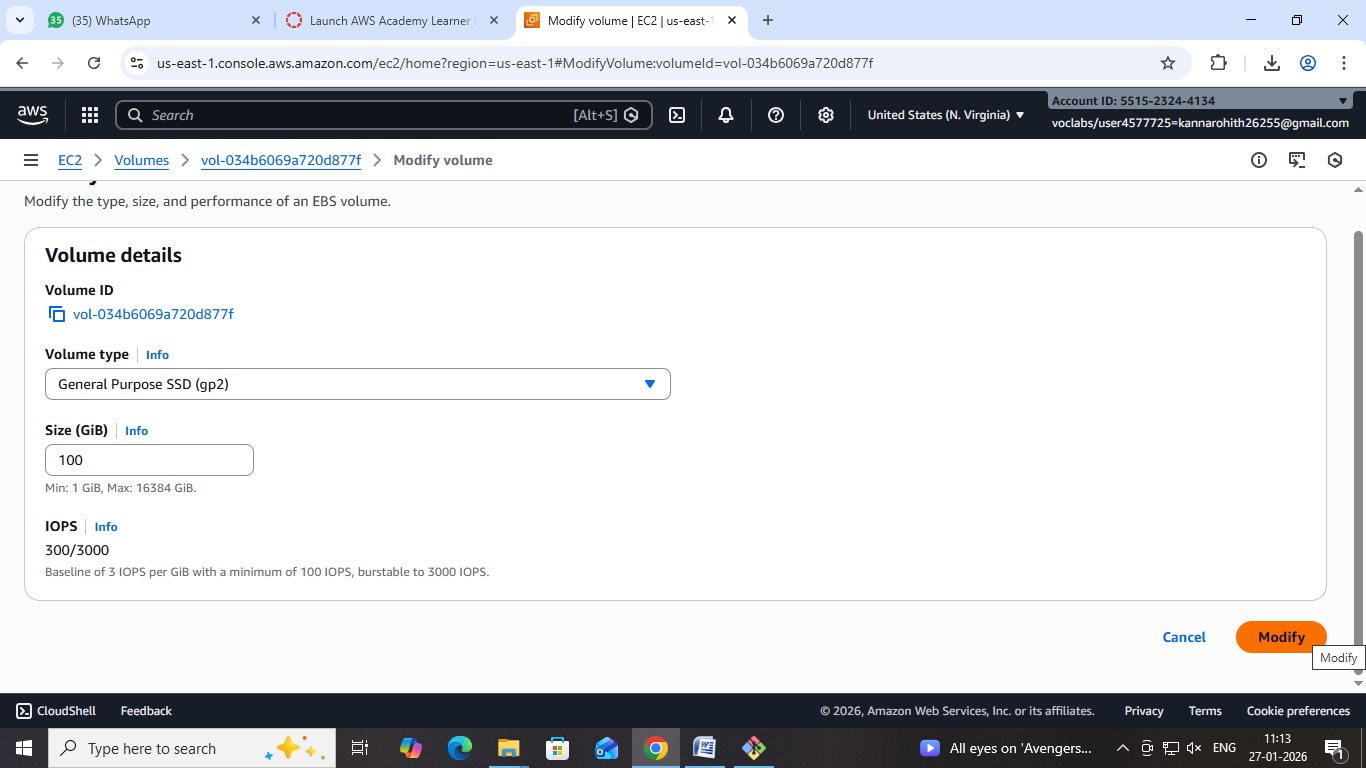 35
(35) WhatsApp
Launch AWS Academy Learner
Modify volume | EC2 | us-east-1
us-east-1.console.aws.amazon.com/ec2/home?region=us-east-1#ModifyVolume:volumeId=vol-034b6069a720d877f
aws
Search
[Alt+S]
United States (N. Virginia)
Account ID: 5515-2324-4134
voclabs/user4577725=kannarohith26255@gmail.com
EC2
Volumes
vol-034b6069a720d877f
Modify volume
Modify the type, size, and performance of an EBS volume.
Volume details
Volume ID
vol-034b6069a720d877f
Volume type
Info
General Purpose SSD (gp2)
Size (GiB)
Info
100
Min: 1 GiB, Max: 16384 GiB.
IOPS
Info
300/3000
Baseline of 3 IOPS per GiB with a minimum of 100 IOPS, burstable to 3000 IOPS.
Cancel
Modify
Modify
CloudShell
Feedback
© 2026, Amazon Web Services, Inc. or its affiliates.
Privacy
Terms
Cookie preferences
Type here to search
All eyes on 'Avengers...
ENG
11:13
27-01-2026
1